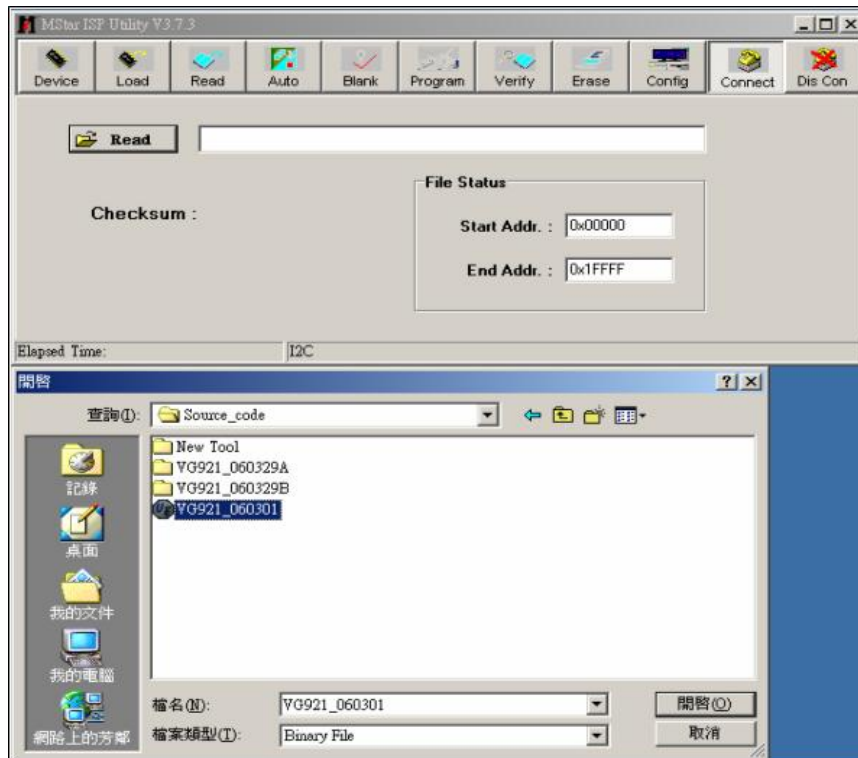 MStar ISP Utility V3.7.3
Device Load Read Auto Blank Program Verify Erase Config Connect Dis Con
Read
File Status
Checksum :
Start Addr. : 0x00000
End Addr. : 0x1FFFF
Elapsed Time: I2C
開啓
查詢(I): Source_code
New Tool
VG921_060329A
VG921_060329B
VG921_060301
記錄
桌面
我的文件
我的電腦
網路上的芳鄰
檔名(N): VG921_060301 開啓(O)
檔案類型(T): Binary File 取消